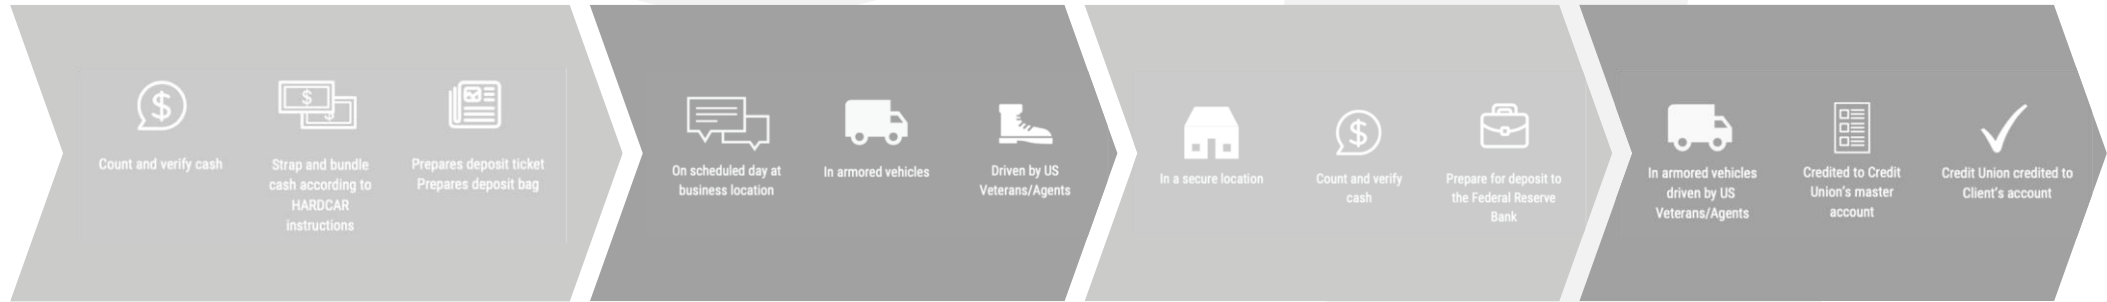 $
$
$
Count and verify cash
Strap and bundle
cash according to
HARDCAR
instructions
Prepares deposit ticket
Prepares deposit bag
On scheduled day at
business location
In armored vehicles
Driven by US
Veterans/Agents
In a secure location
$
Count and verify
cash
Prepare for deposit to
the Federal Reserve
Bank
In armored vehicles
driven by US
Veterans/Agents
Credited to Credit
Union's master
account
Credit Union credited to
Client's account